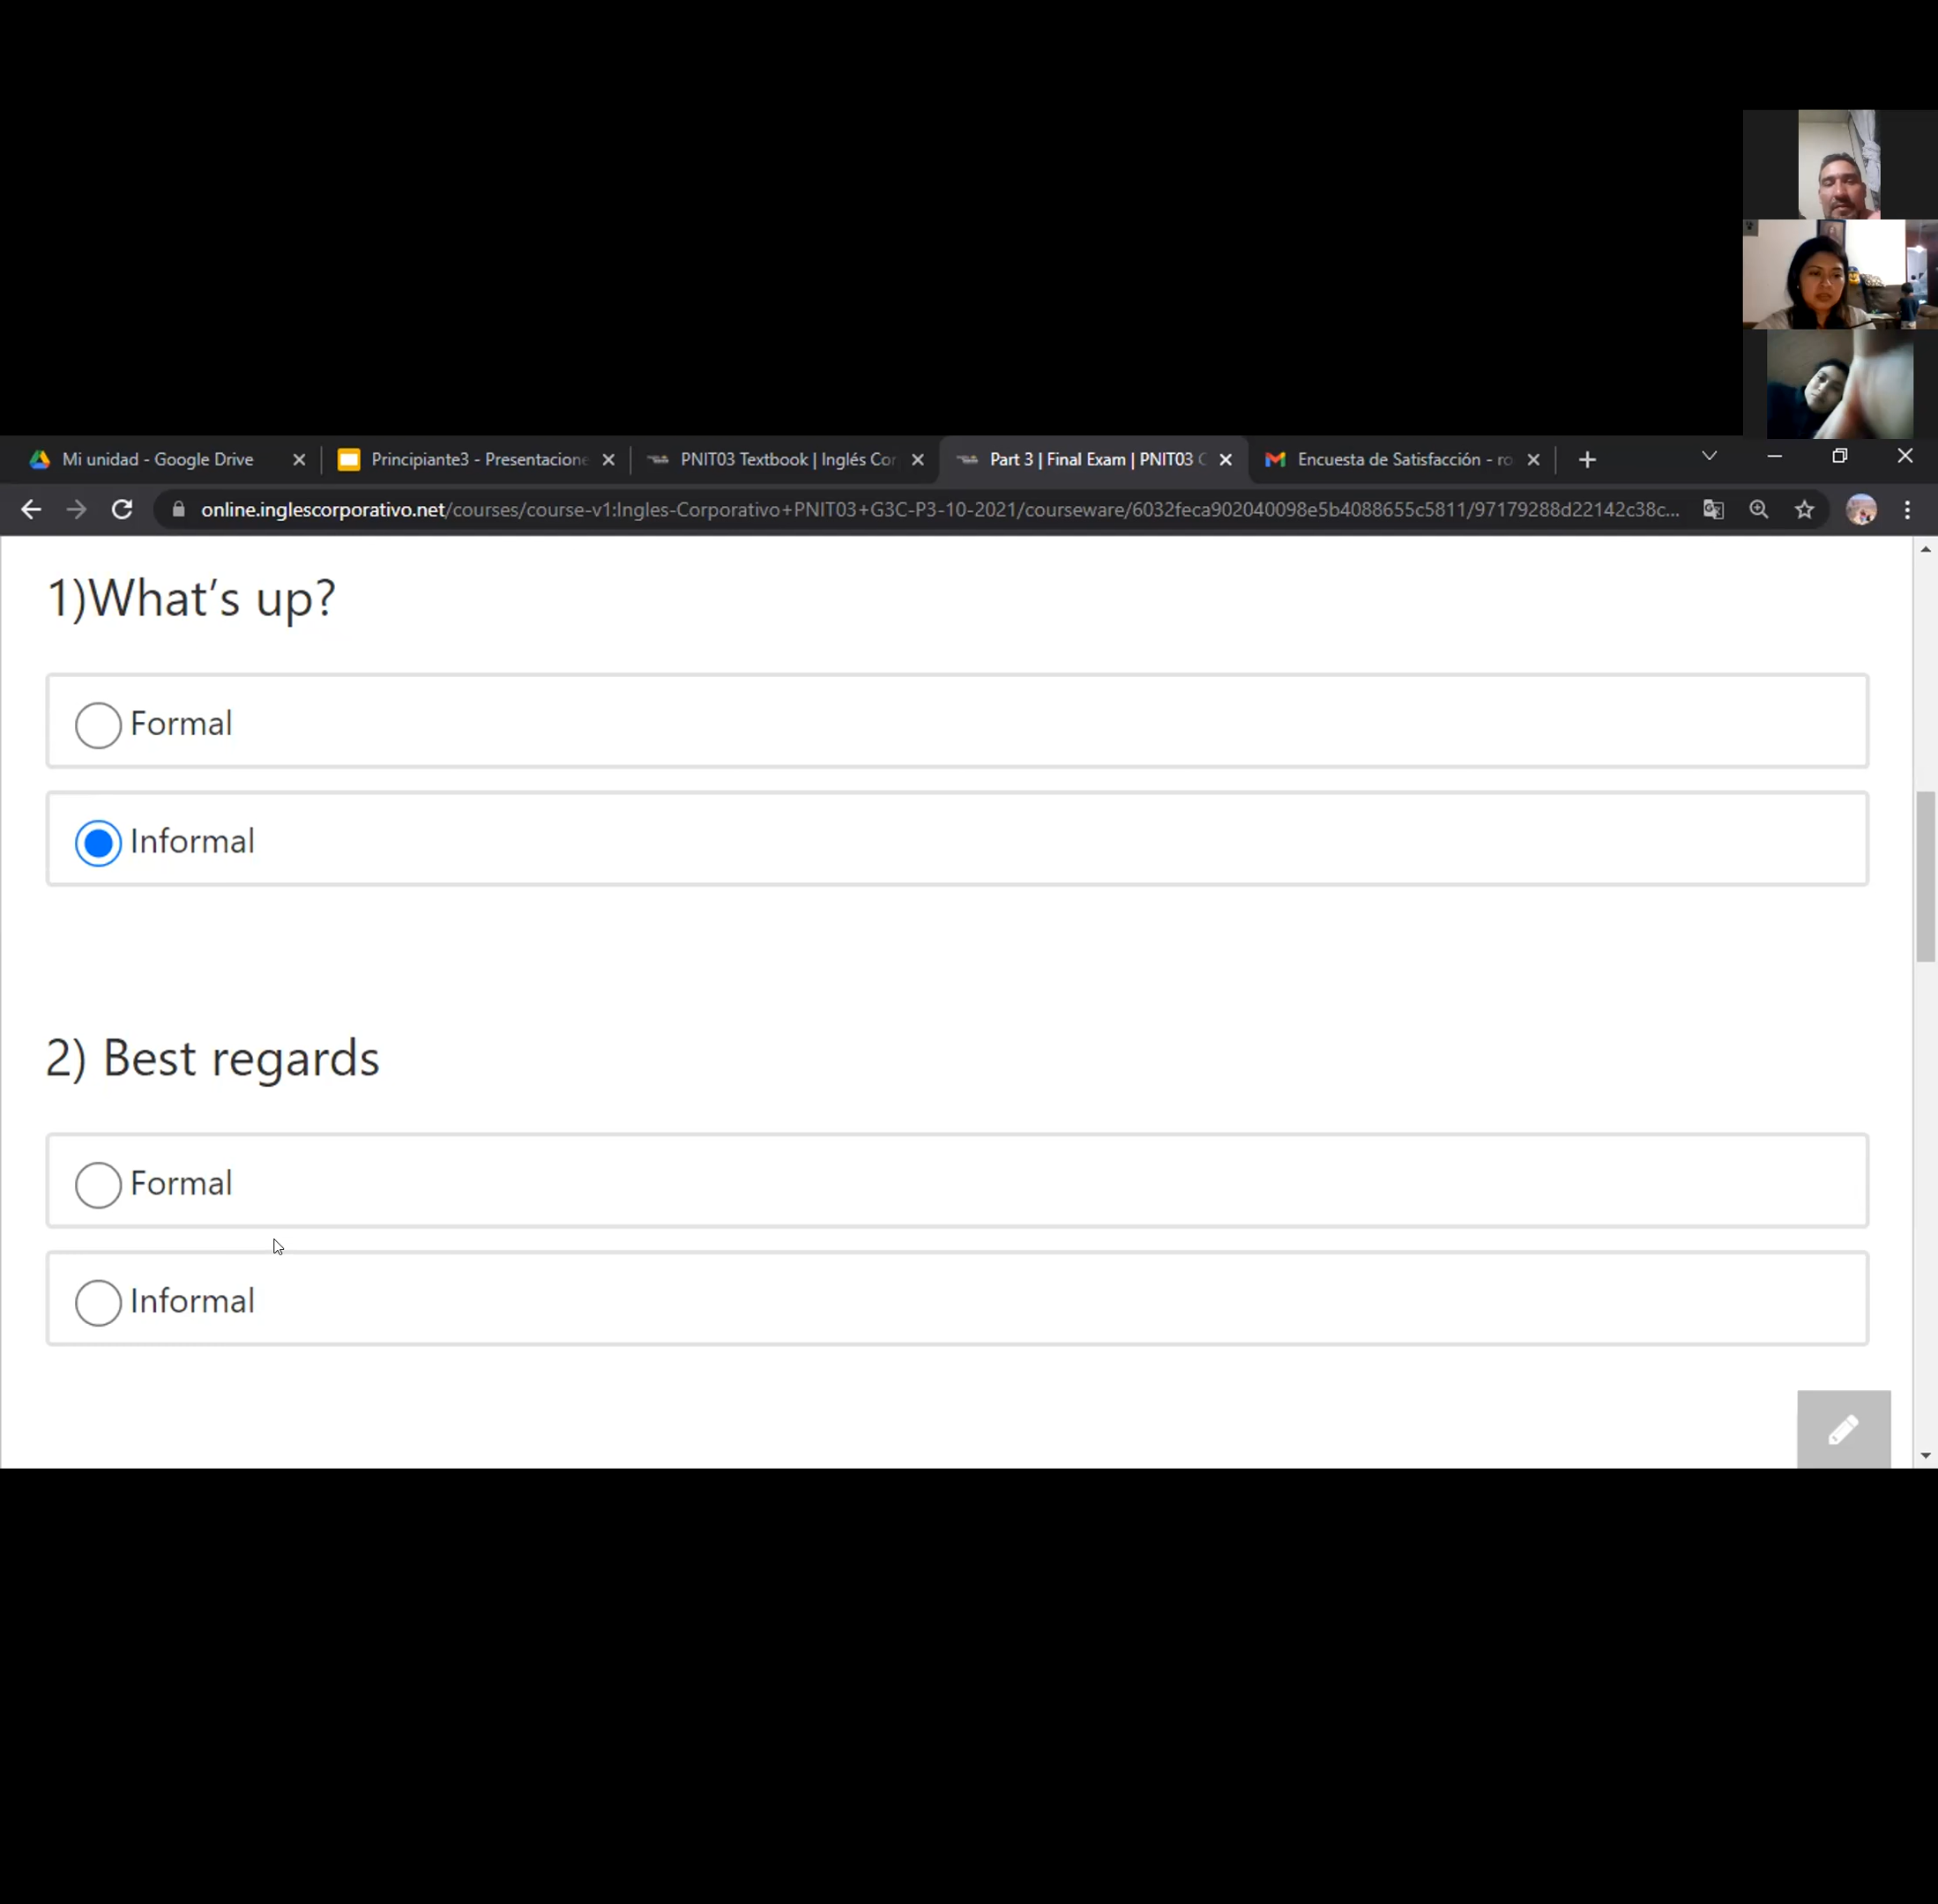 Mi unidad - Google Drive
Principiante3 - Presentacione
PNIT03 Textbook | Inglés Cor
Part 3 | Final Exam | PNIT03 C
Encuesta de Satisfacción - ro
online.inglescorporativo.net/courses/course-v1:Ingles-Corporativo+PNIT03+G3C-P3-10-2021/courseware/6032feca902040098e5b4088655c5811/97179288d22142c38c...
1)What's up?
Formal
Informal
2) Best regards
Formal
Informal